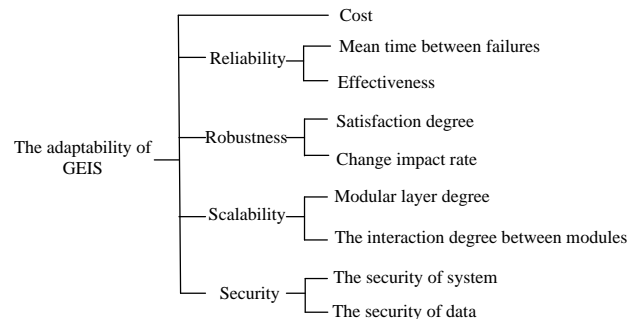 Cost
Mean time between failures
Reliability
Effectiveness
Satisfaction degree
Robustness
The adaptability of
GEIS
Change impact rate
Modular layer degree
Scalability
The interaction degree between modules
The security of system
Security
The security of data